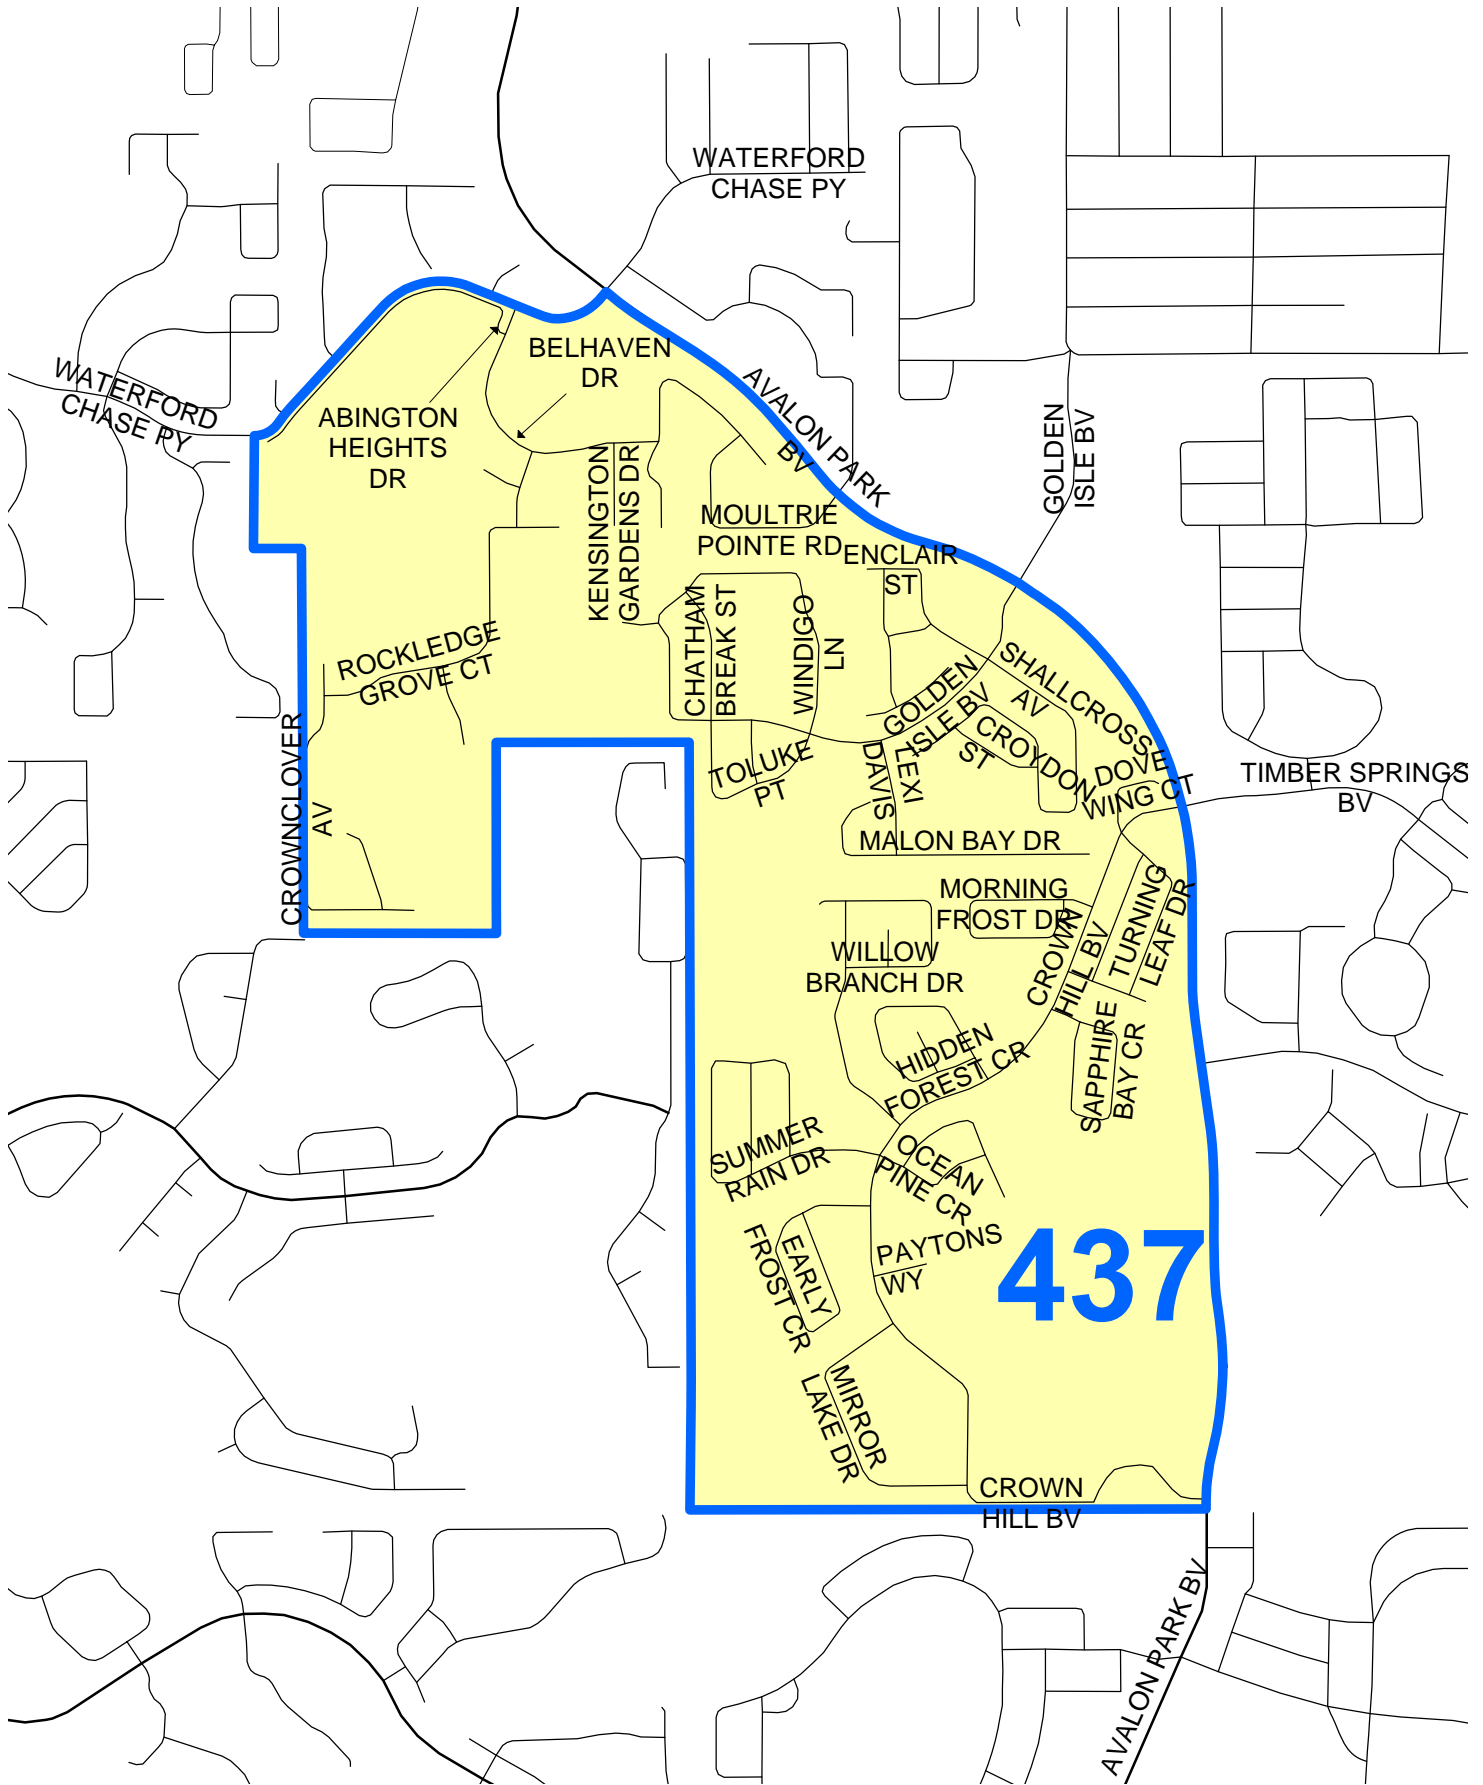 WATERFORD
CHASE PY
WATERFORD
CHASE PY
BELHAVEN
DR
ABINGTON
HEIGHTS
DR
AVALON PARK
BV
GOLDEN
ISLE BV
KENSINGTON
GARDENS DR
MOULTRIE
POINTE RD
ENCLAIR
ST
CHATHAM
BREAK ST
WINDIGO
LN
ROCKLEDGE
GROVE CT
GOLDEN
ISLE BV
SHALLCROSS
AV
CROYDON
ST
TOLUKE
PT
LEXI
DAVIS
DOVE
WING CT
TIMBER SPRINGS
BV
CROWNCLOVER
AV
MALON BAY DR
MORNING
FROST DR
TURNING
LEAF DR
CROWN
HILL BV
WILLOW
BRANCH DR
HIDDEN
FOREST CR
SAPPHIRE
BAY CR
SUMMER
RAIN DR
OCEAN
PINE CR
EARLY
FROST CR
PAYTONS
WY
437
MIRROR
LAKE DR
CROWN
HILL BV
AVALON PARK BV